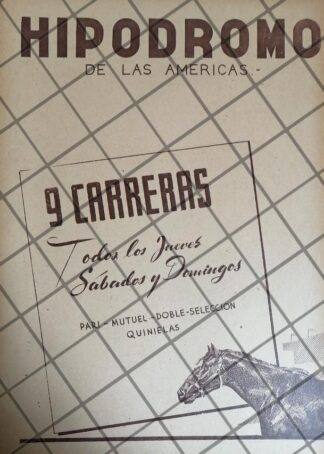 HIPODROMO
DE LAS AMERICAS.-
9 CARRERAS
Todos los Jueves
Sábados y Domingos
PARI-MUTUEL-DOBLE-SELECCION
QUINIELAS